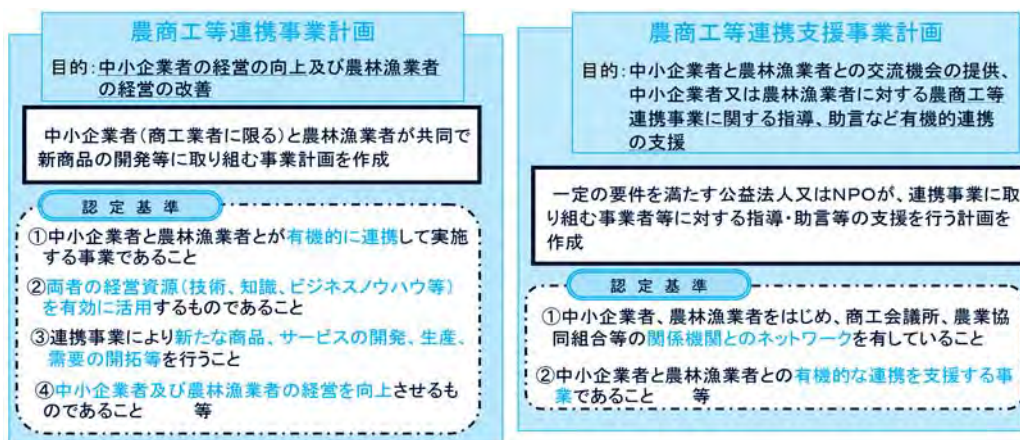 農商工等連携事業計画
目的：中小企業者の経営の向上及び農林漁業者
の経営の改善
中小企業者（商工業者に限る）と農林漁業者が共同で
新商品の開発等に取り組む事業計画を作成
認定基準
①中小企業者と農林漁業者とが有機的に連携して実施
する事業であること
②両者の経営資源（技術、知識、ビジネスノウハウ等）
を有効に活用するものであること
③連携事業により新たな商品、サービスの開発、生産、
需要の開拓等を行うこと
④中小企業者及び農林漁業者の経営を向上させるも
のであること　　等
農商工等連携支援事業計画
目的：中小企業者と農林漁業者との交流機会の提供、
中小企業者又は農林漁業者に対する農商工等
連携事業に関する指導、助言など有機的連携
の支援
一定の要件を満たす公益法人又はNPOが、連携事業に取
り組む事業者等に対する指導・助言等の支援を行う計画を
作成
認定基準
①中小企業者、農林漁業者をはじめ、商工会議所、農業協
同組合等の関係機関とのネットワークを有していること
②中小企業者と農林漁業者との有機的な連携を支援する事
業であること　　等